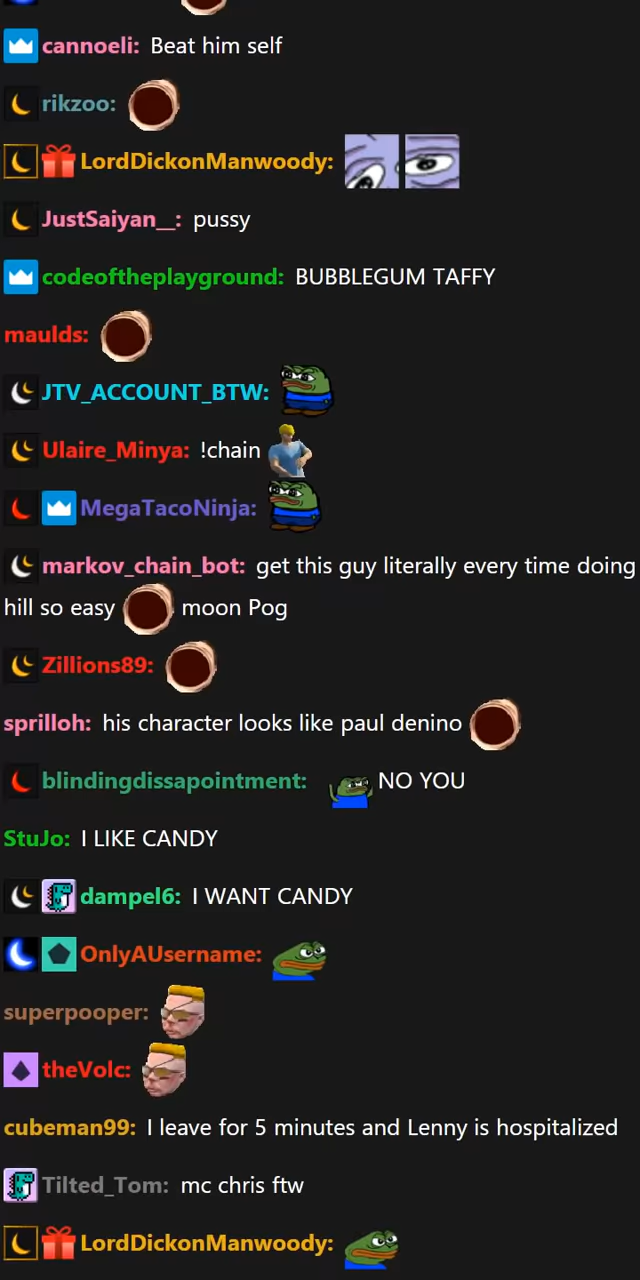 cannoeli: Beat him self
rikzoo:
LordDickonManwoody:
JustSaiyan__: pussy
codeoftheplayground: BUBBLEGUM TAFFY
maulds:
JTV_ACCOUNT_BTW:
Ulaire_Minya: !chain
MegaTacoNinja:
markov_chain_bot: get this guy literally every time doing
hill so easy moon Pog
Zillions89:
sprilloh: his character looks like paul denino
blindingdissapointment: NO YOU
StuJo: I LIKE CANDY
dampel6: I WANT CANDY
OnlyAUsername:
superpooper:
theVolc:
cubeman99: I leave for 5 minutes and Lenny is hospitalized
Tilted_Tom: mc chris ftw
LordDickonManwoody: